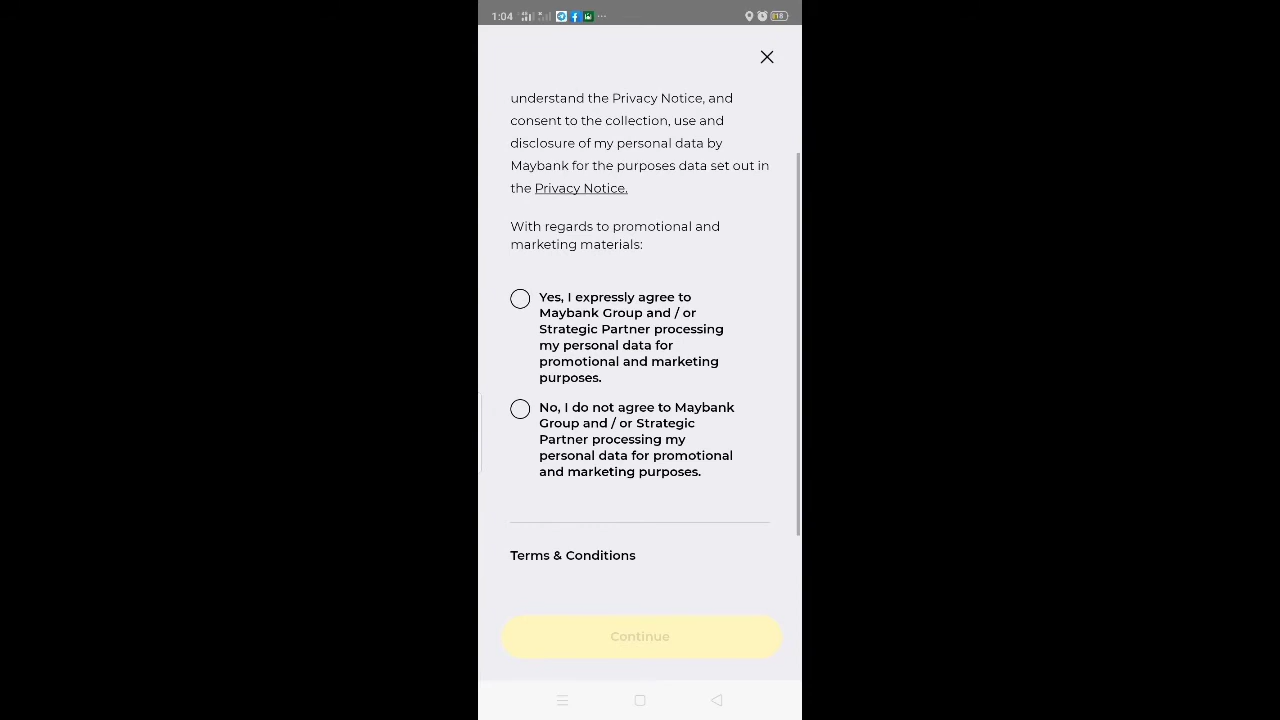 1:04
18
understand the Privacy Notice, and
consent to the collection, use and
disclosure of my personal data by
Maybank for the purposes data set out in
the Privacy Notice.
With regards to promotional and
marketing materials:
Yes, I expressly agree to
Maybank Group and / or
Strategic Partner processing
my personal data for
promotional and marketing
purposes.
No, I do not agree to Maybank
Group and / or Strategic
Partner processing my
personal data for promotional
and marketing purposes.
Terms & Conditions
Continue